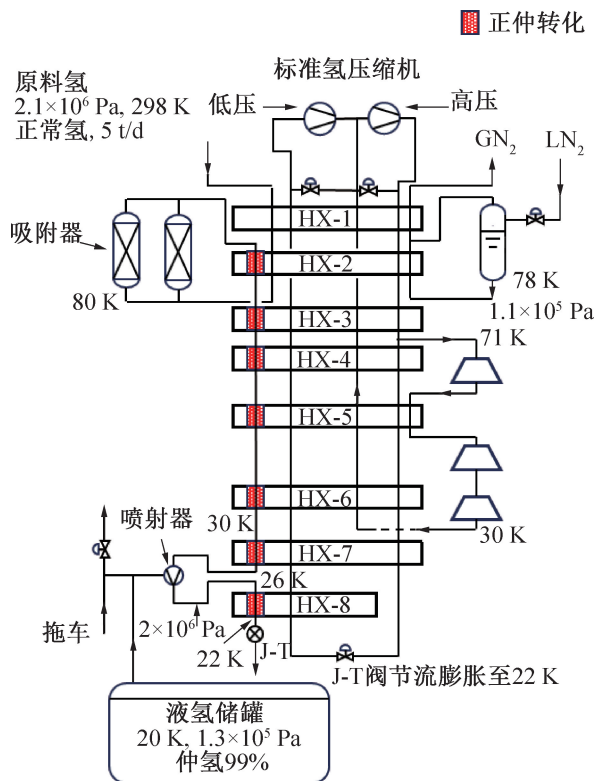 正仲转化
标准氢压缩机
原料氢
2.1×10⁶ Pa, 298 K
正常氢, 5 t/d
低压
高压
GN₂
LN₂
HX-1
吸附器
HX-2
80 K
78 K
1.1×10⁵ Pa
HX-3
71 K
HX-4
HX-5
HX-6
30 K
喷射器
30 K
HX-7
26 K
HX-8
拖车
2×10⁶ Pa
22 K
J-T
J-T阀节流膨胀至22 K
液氢储罐
20 K, 1.3×10⁵ Pa
仲氢99%